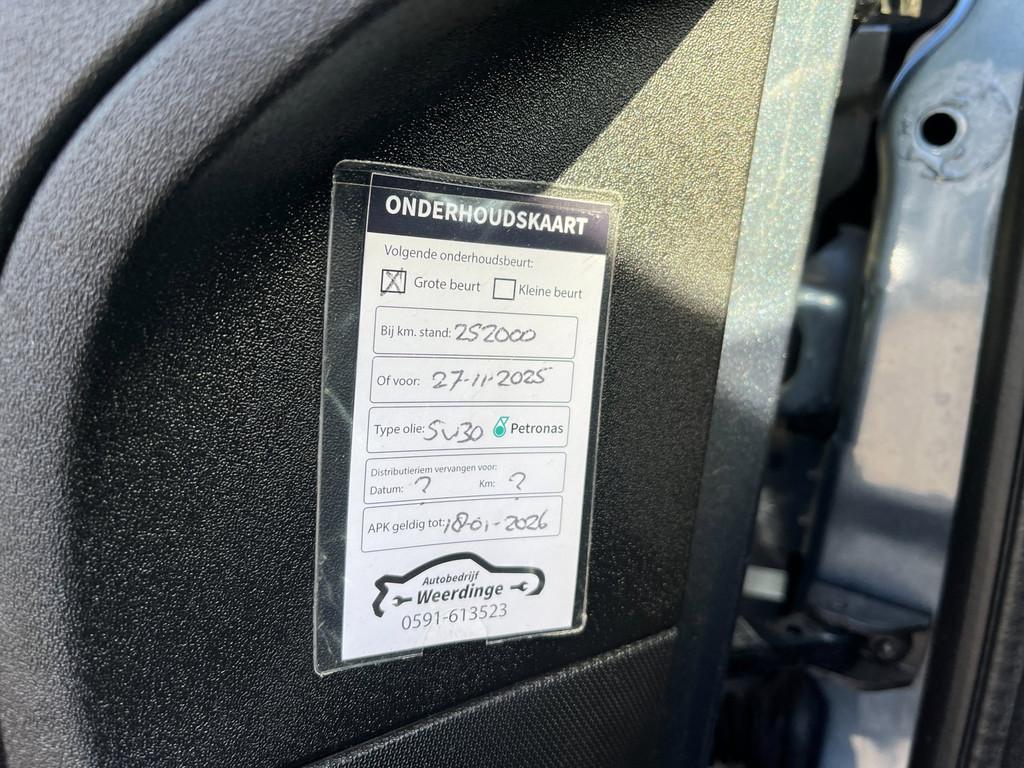 ONDERHOUDSKAART
Volgende onderhoudsbeurt:
Grote beurt Kleine beurt
Bij km. stand: 252000
Of voor: 27-11-2025
Type olie: 5w30 Petronas
Distributieriem vervangen voor:
Datum: ? Km: ?
APK geldig tot: 18-01-2026
Autobedrijf
Weerdinge
0591-613523